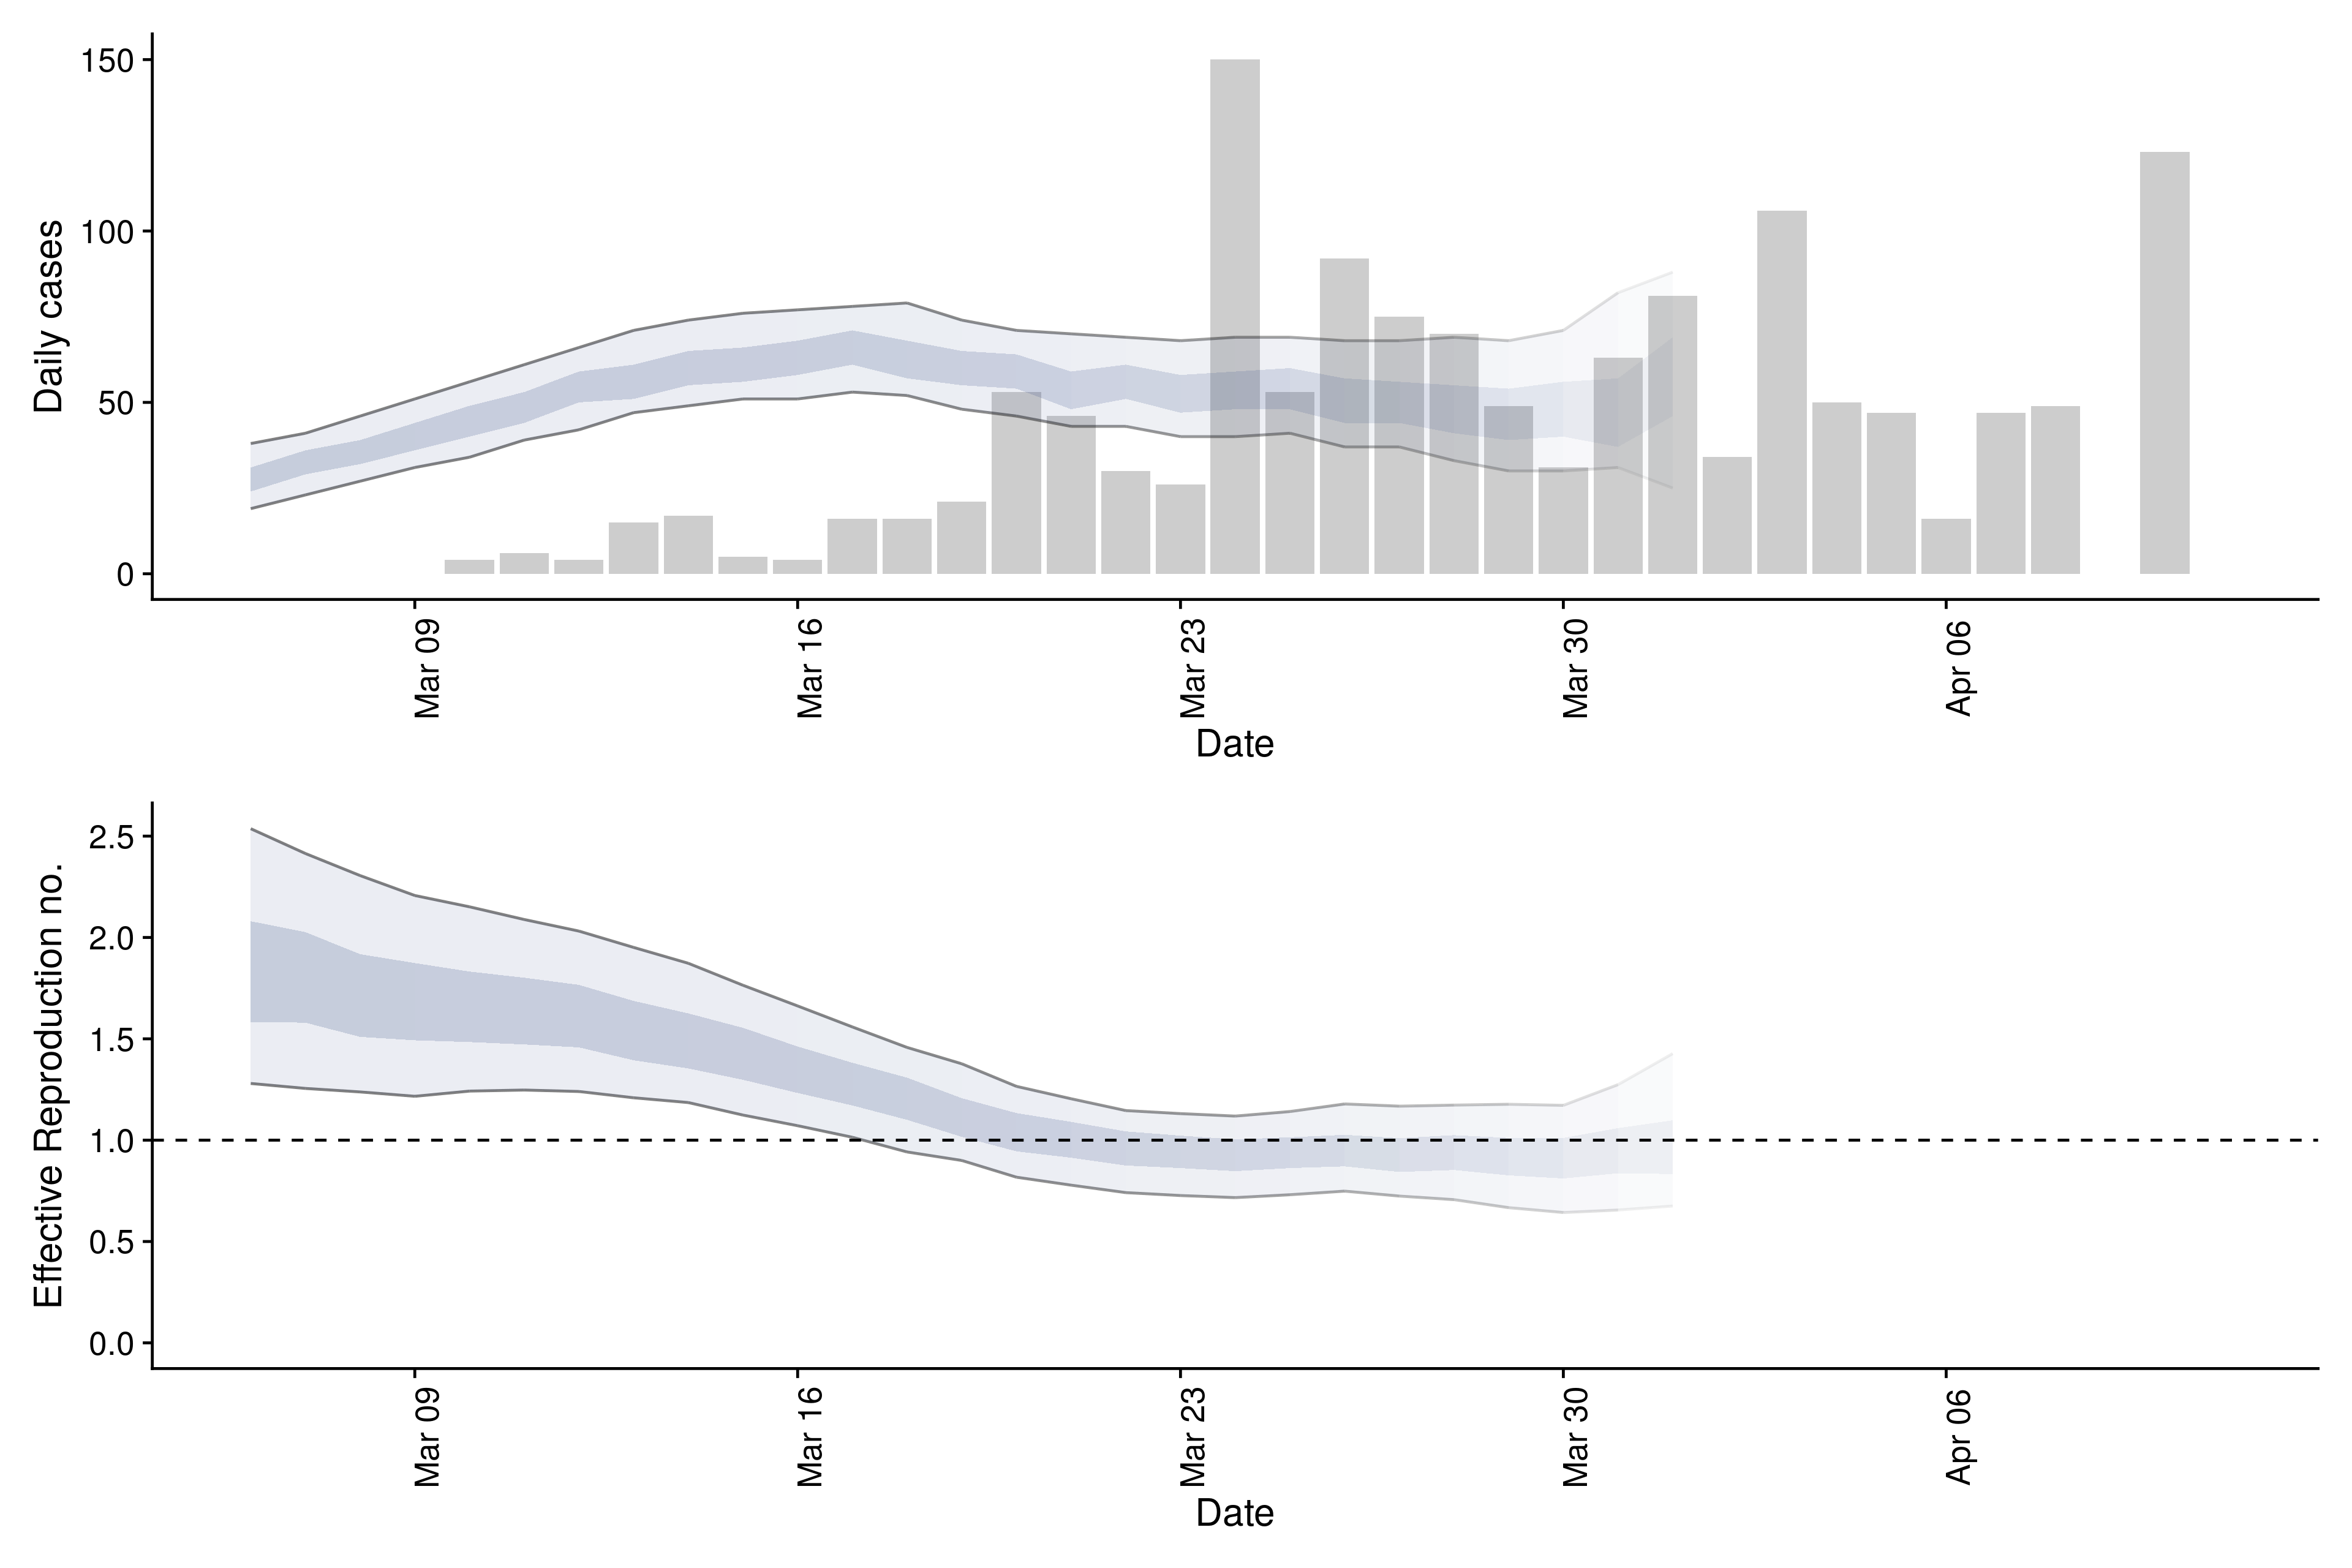 Daily cases
150
100
50
0
Mar 09
Mar 16
Mar 23
Mar 30
Apr 06
Date
Effective Reproduction no.
2.5
2.0
1.5
1.0
0.5
0.0
Mar 09
Mar 16
Mar 23
Mar 30
Apr 06
Date